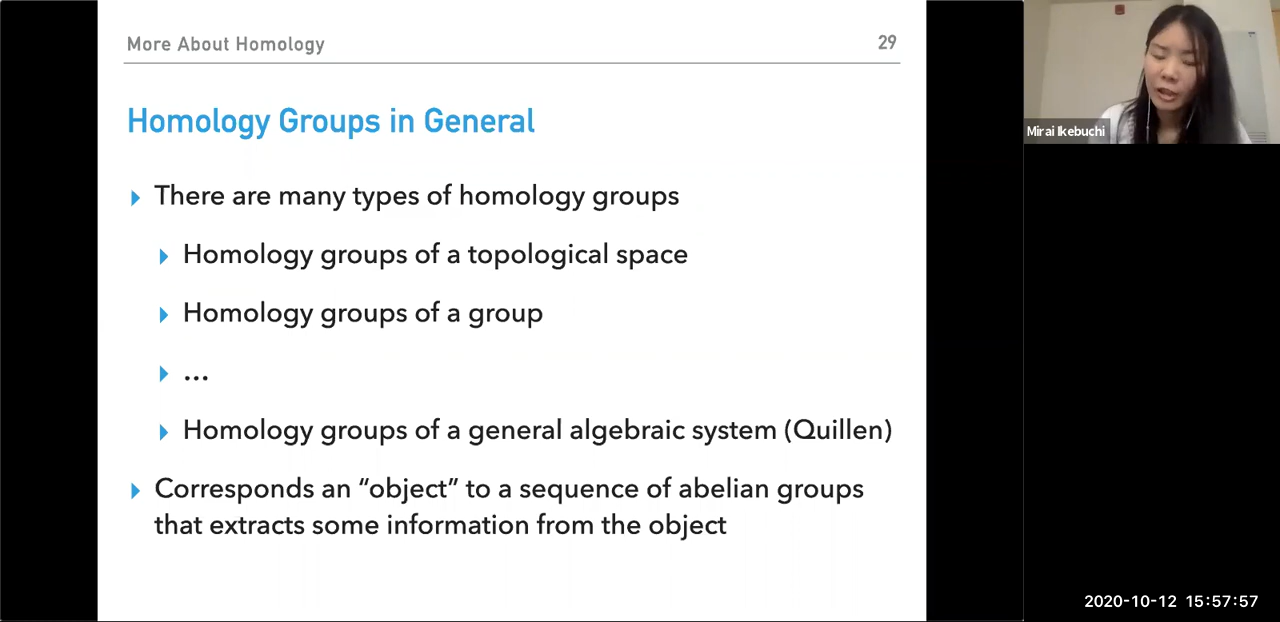 More About Homology
29
Homology Groups in General
There are many types of homology groups
Homology groups of a topological space
Homology groups of a group
...
Homology groups of a general algebraic system (Quillen)
Corresponds an “object” to a sequence of abelian groups
that extracts some information from the object
Mirai Ikebuchi
2020-10-12 15:57:57